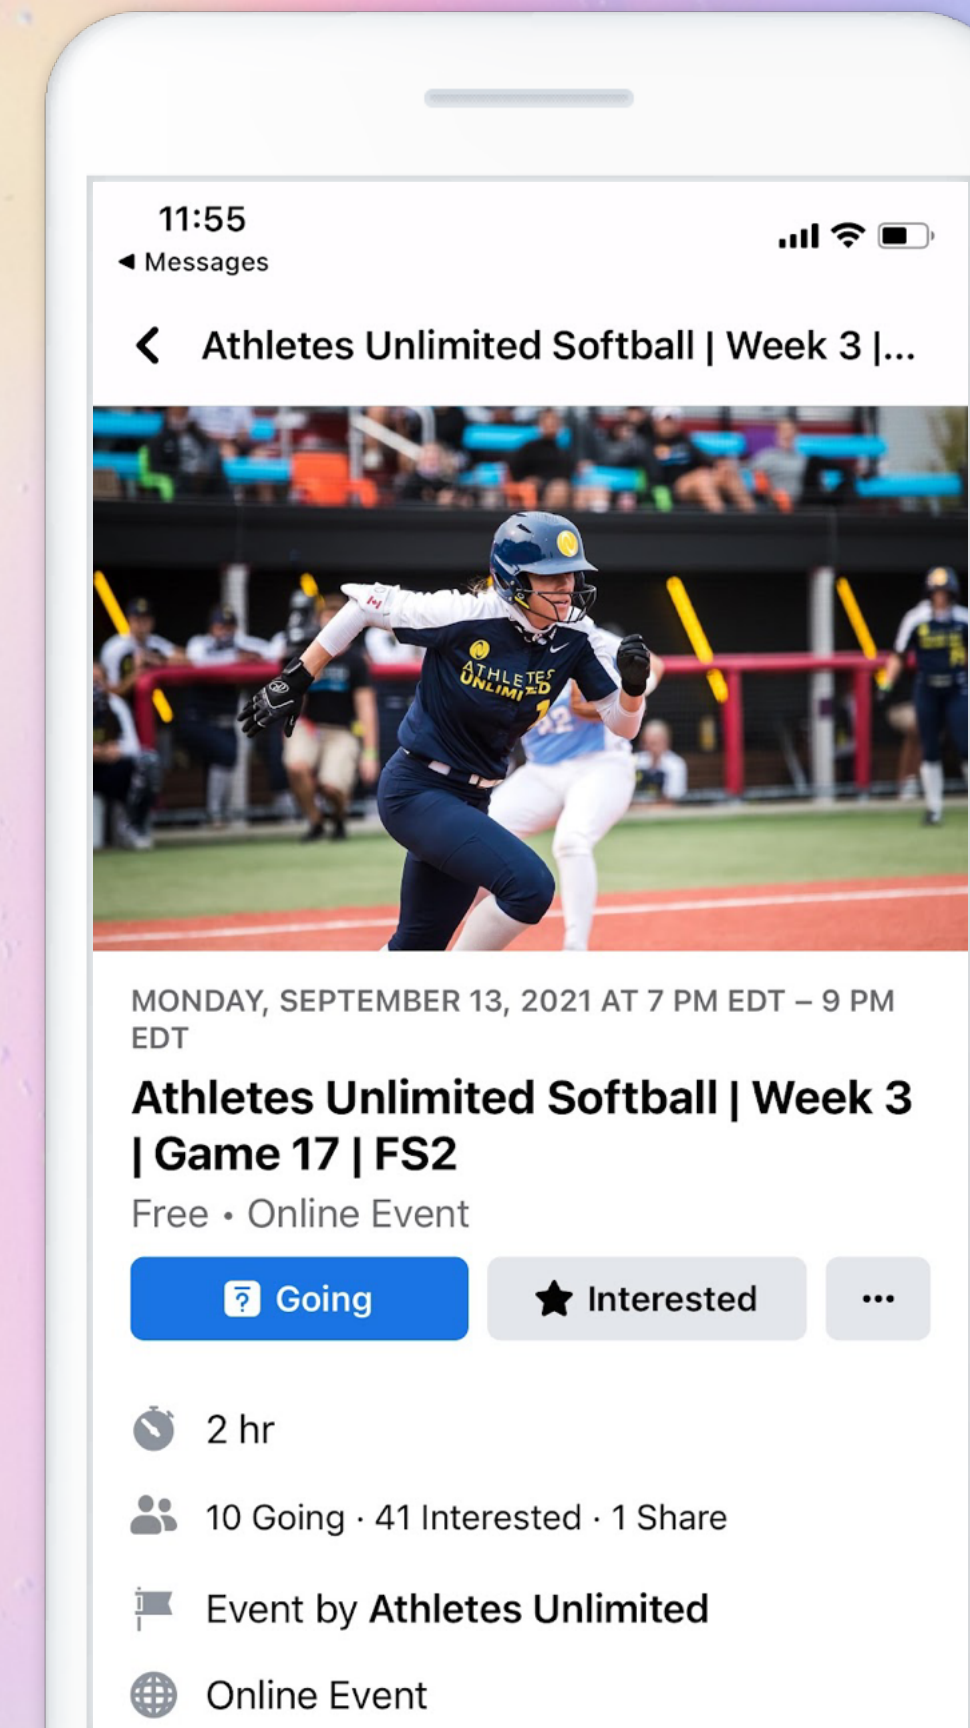 11:55
◀ Messages
Athletes Unlimited Softball | Week 3 |...
ATHLETES
UNLIMITED
1
22
MONDAY, SEPTEMBER 13, 2021 AT 7 PM EDT – 9 PM
EDT
Athletes Unlimited Softball | Week 3
| Game 17 | FS2
Free • Online Event
? Going
Interested
...
2 hr
10 Going · 41 Interested · 1 Share
Event by Athletes Unlimited
Online Event